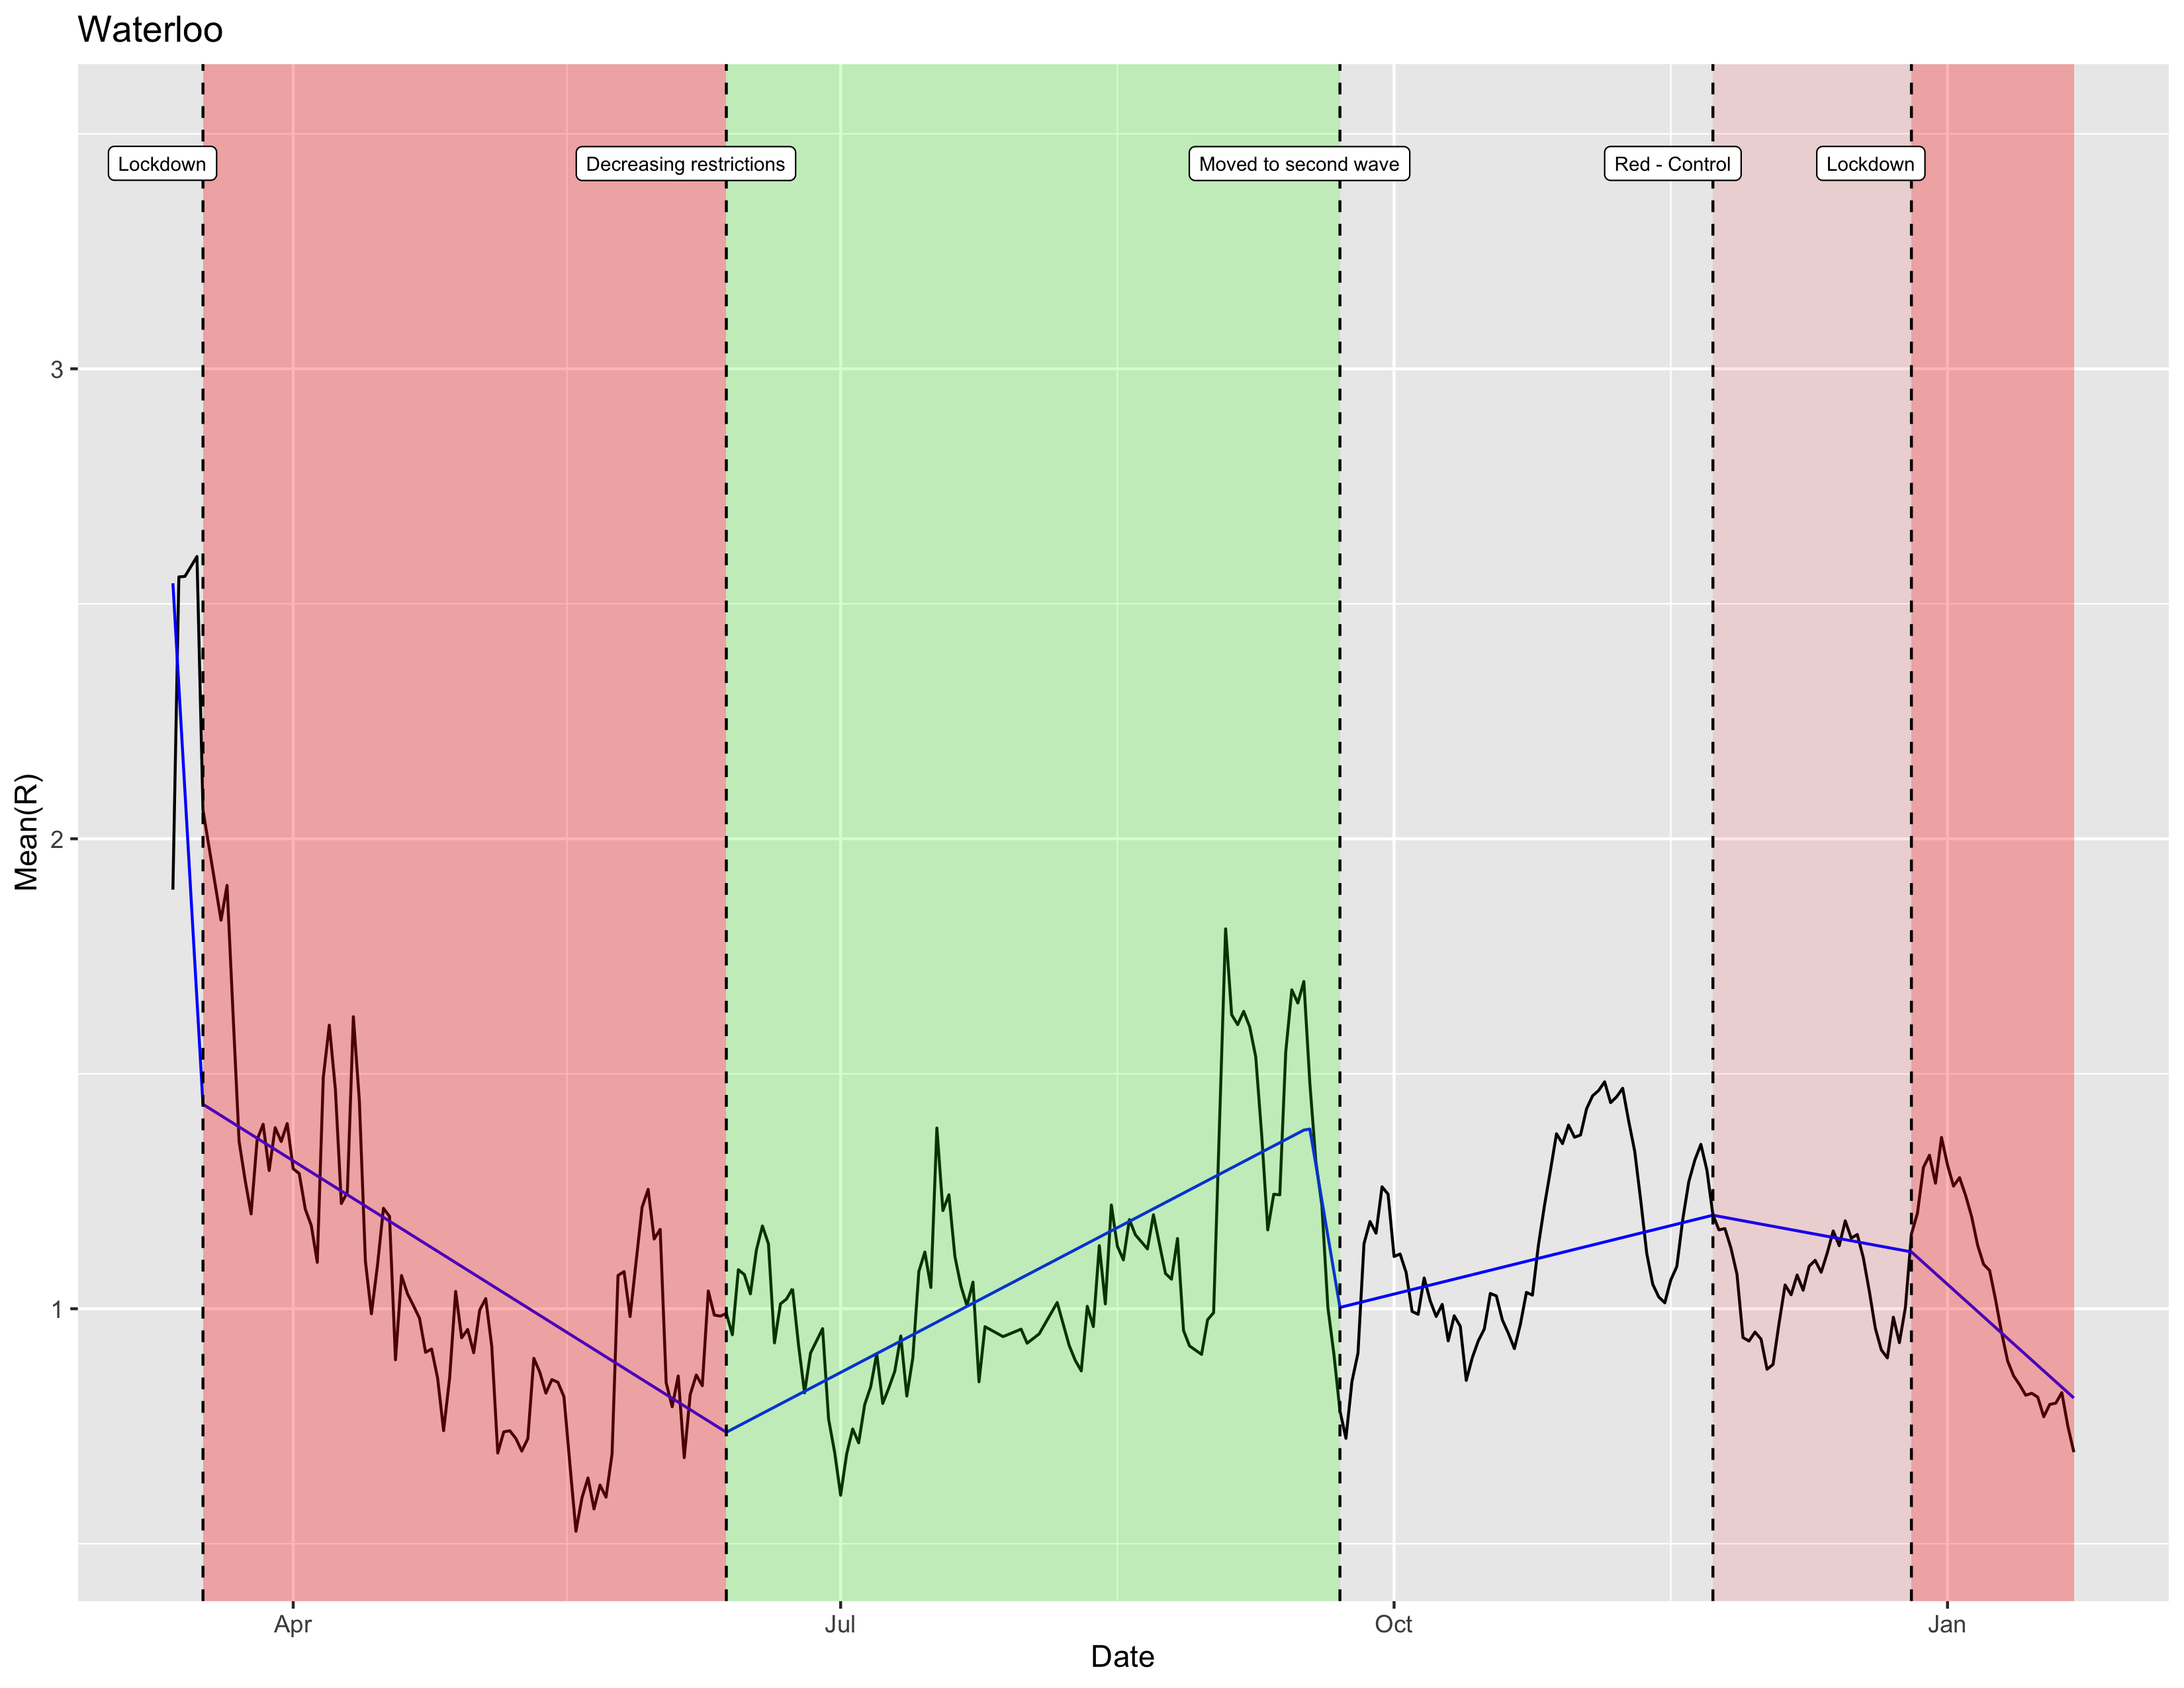 Waterloo
Lockdown
Decreasing restrictions
Moved to second wave
Red - Control
Lockdown
3
2
1
Mean(R)
Apr
Jul
Oct
Jan
Date